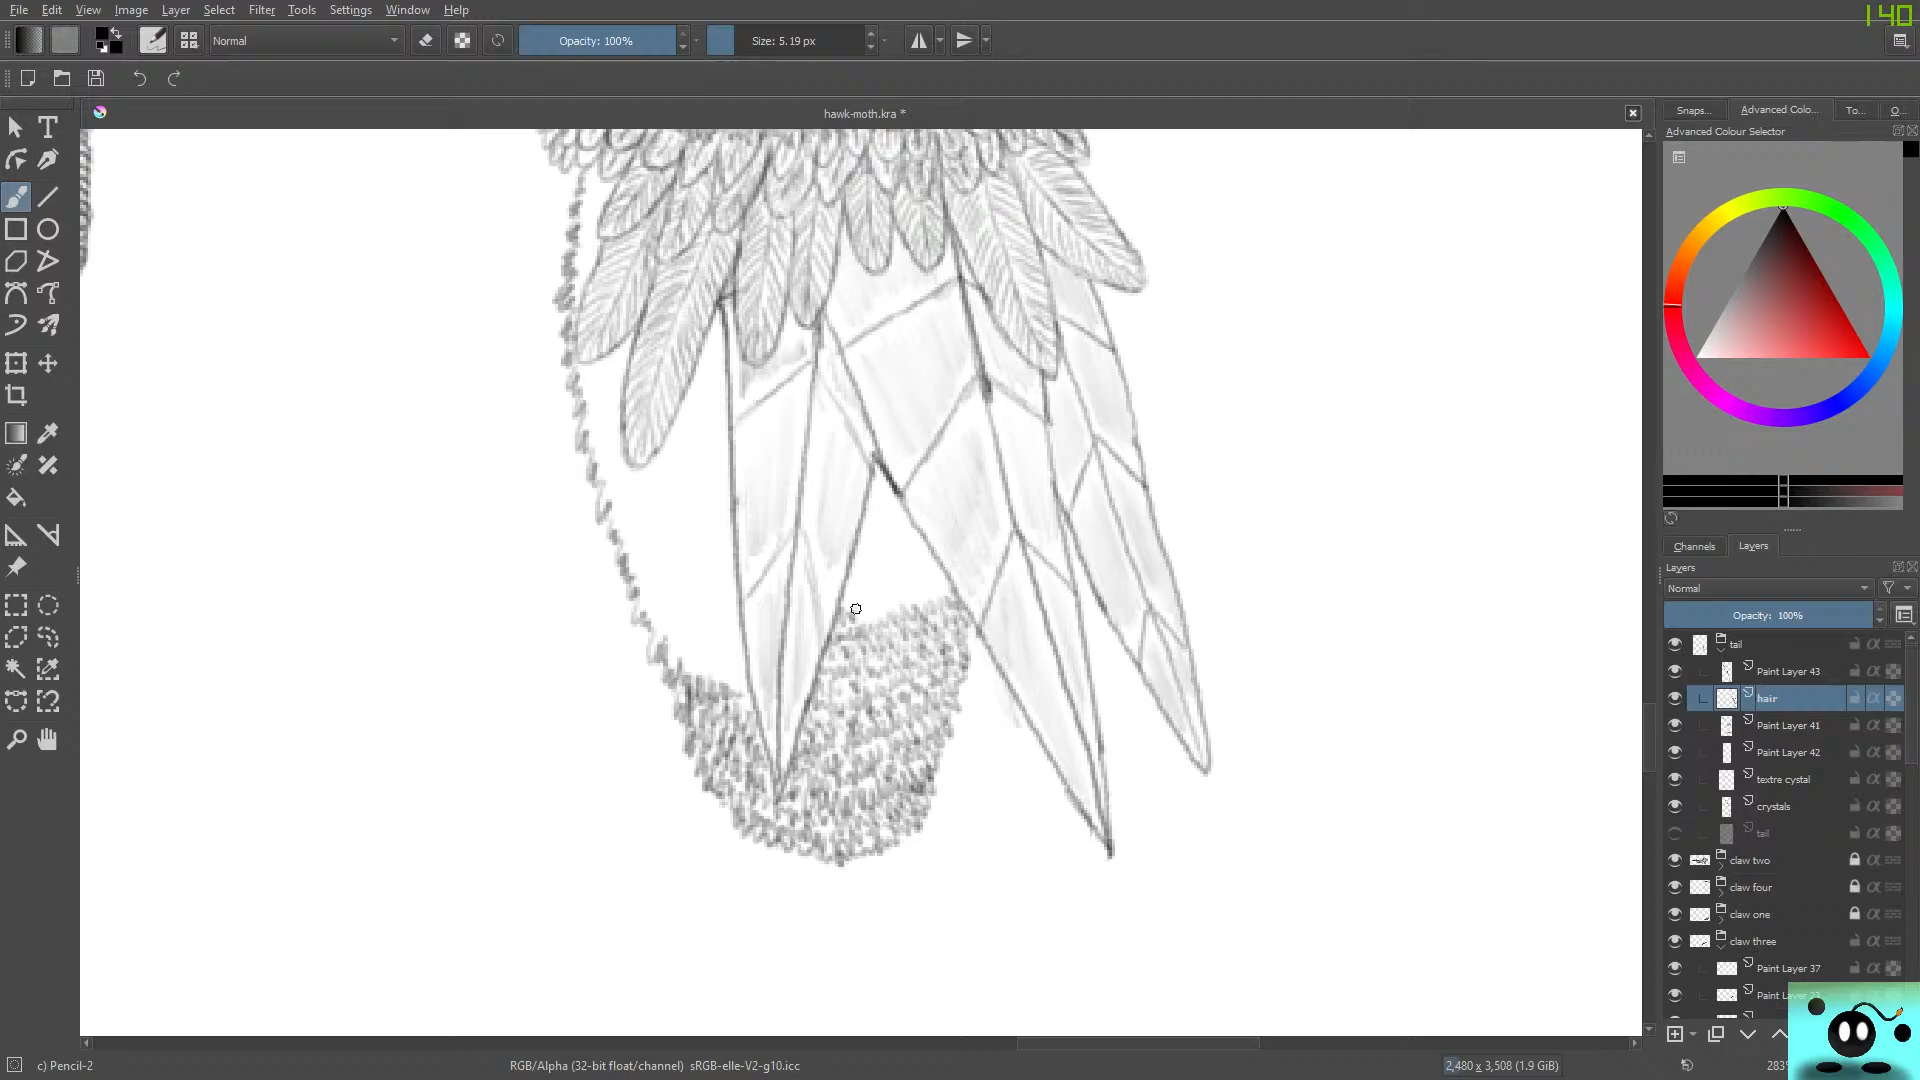 File Edit View Image Layer Select Filter Tools Settings Window Help
140
Normal
Opacity: 100%
Size: 5.19 px
hawk-moth.kra *
Snaps...
Advanced Colo...
To...
O...
Advanced Colour Selector
Channels
Layers
Layers
Normal
Opacity: 100%
tail
Paint Layer 43
hair
Paint Layer 41
Paint Layer 42
textre cystal
crystals
tail
claw two
claw four
claw one
claw three
Paint Layer 37
Paint Layer
c) Pencil-2
RGB/Alpha (32-bit float/channel) sRGB-elle-V2-g10.icc
2,480 x 3,508 (1.9 GiB)
283%